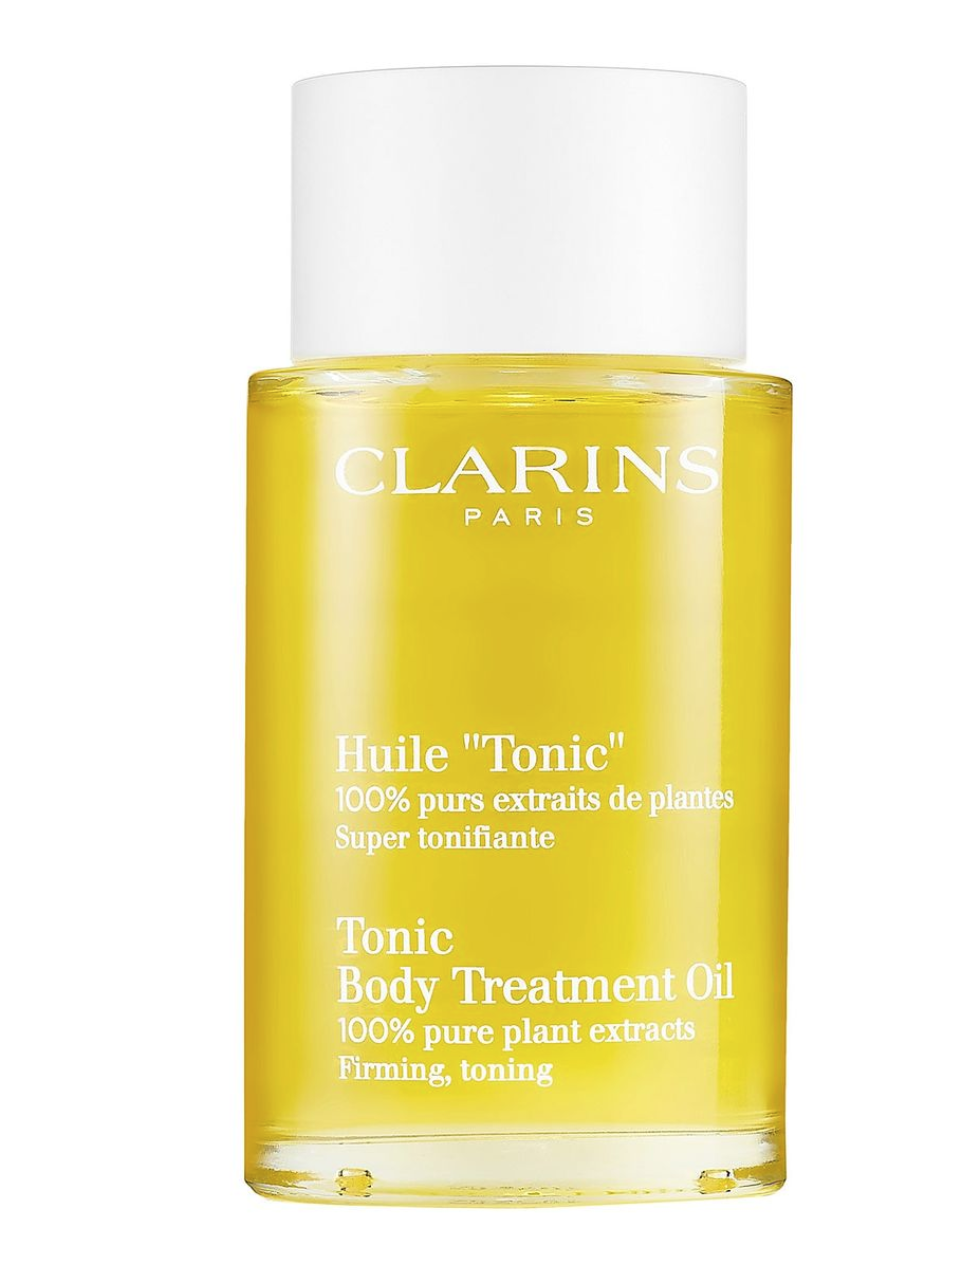 CLARINS
PARIS
Huile "Tonic"
100% purs extraits de plantes
Super tonifiante
Tonic
Body Treatment Oil
100% pure plant extracts
Firming, toning